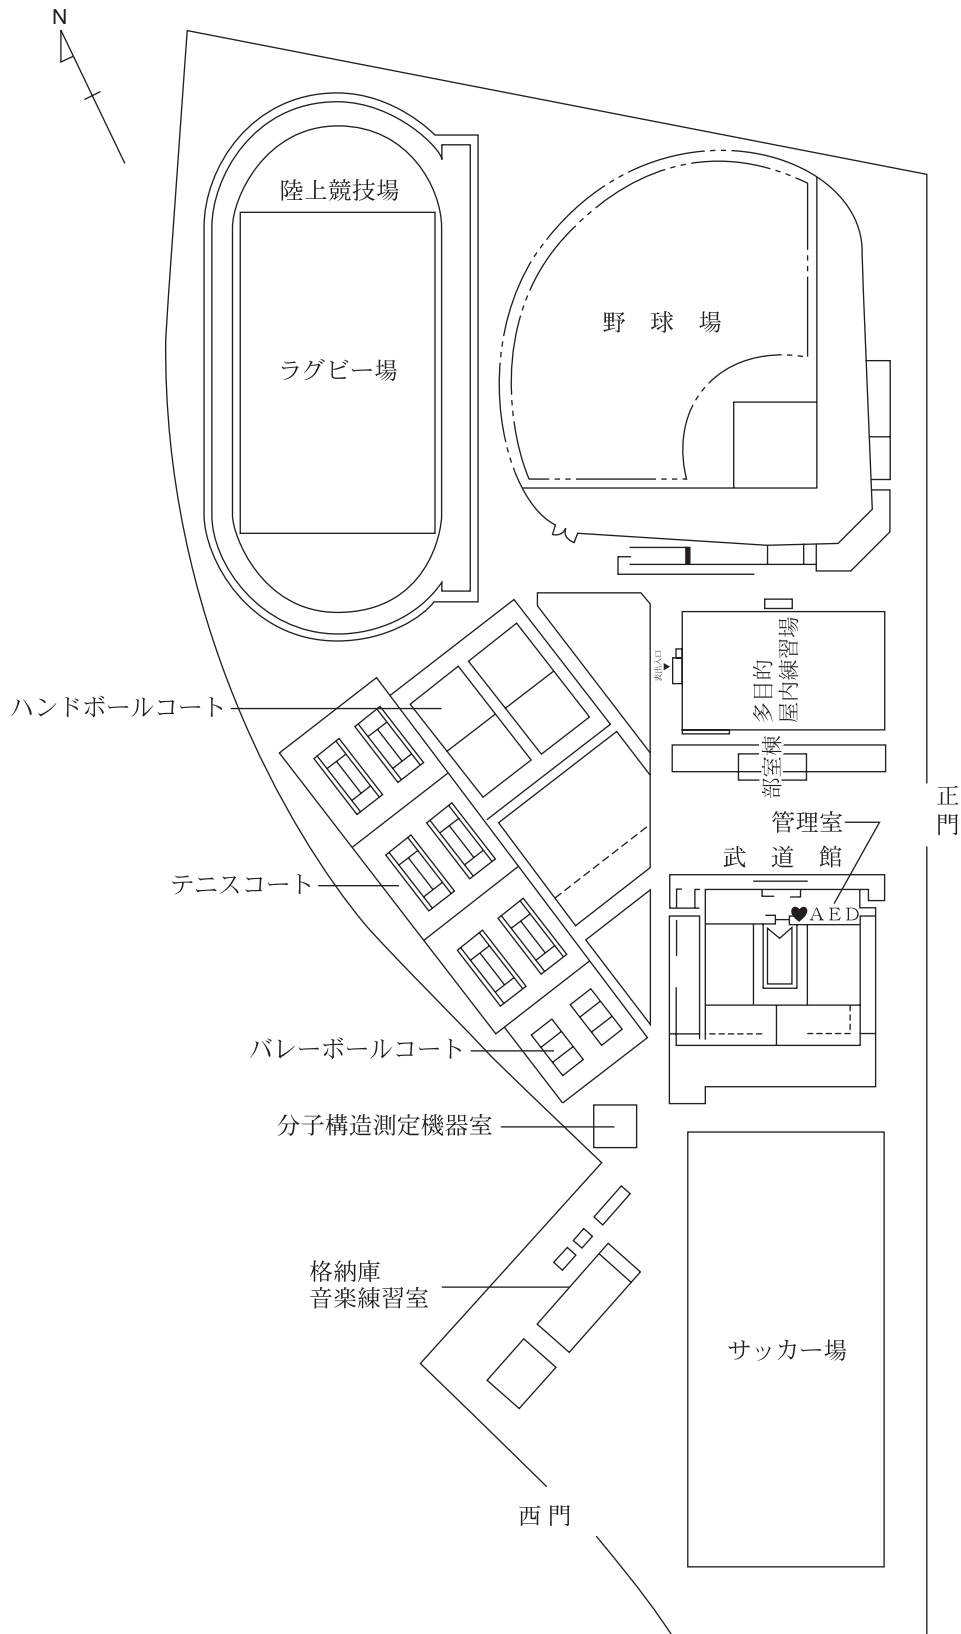 N
陸上競技場
野球場
ラグビー場
表出入口
多目的
屋内練習場
ハンドボールコート
部室棟
正門
管理室
武道館
テニスコート
AED
バレーボールコート
分子構造測定機器室
格納庫
音楽練習室
サッカー場
西門